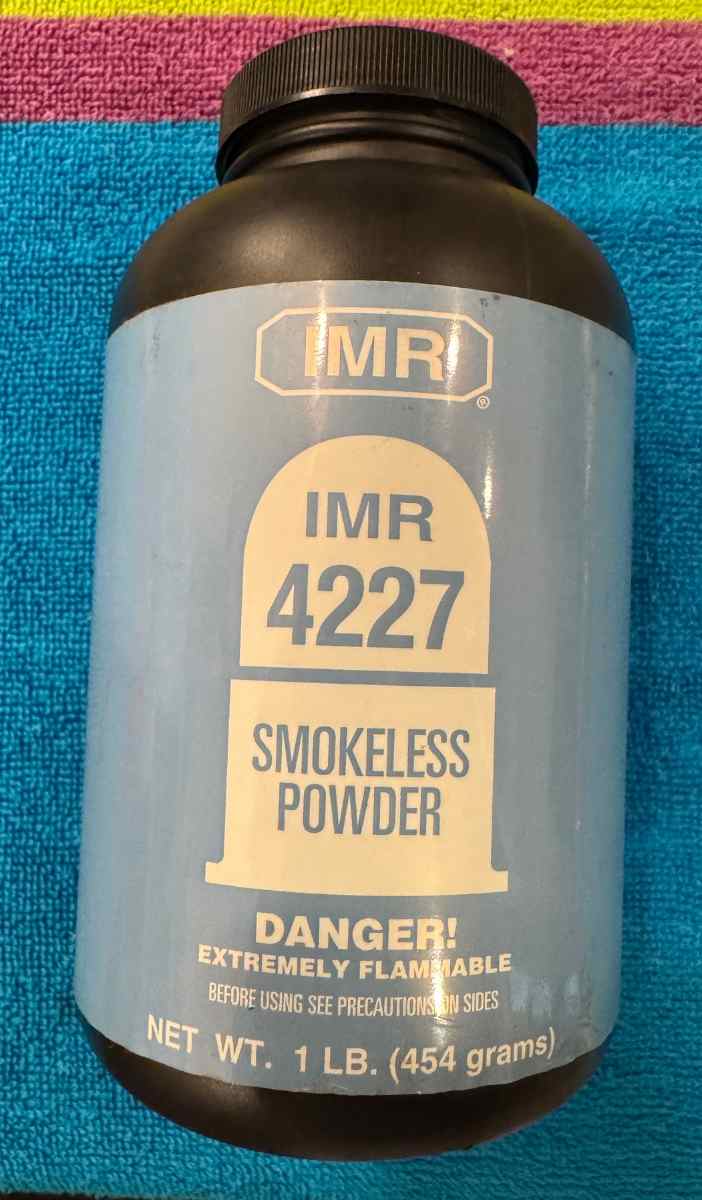 IMR
®
IMR
4227
SMOKELESS
POWDER
DANGER!
EXTREMELY FLAMMABLE
BEFORE USING SEE PRECAUTIONS ON SIDES
NET WT. 1 LB. (454 grams)